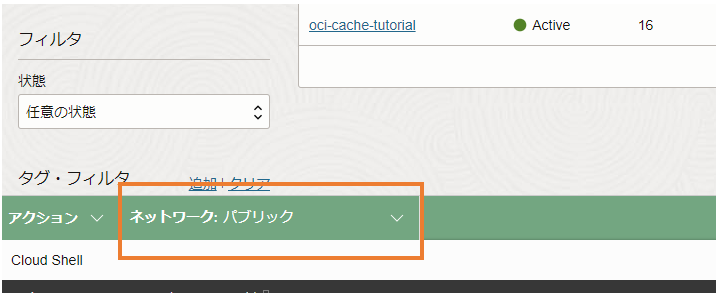 フィルタ
状態
任意の状態
タグ・フィルタ 追加 | クリア
oci-cache-tutorial Active 16
アクション ネットワーク: パブリック
Cloud Shell